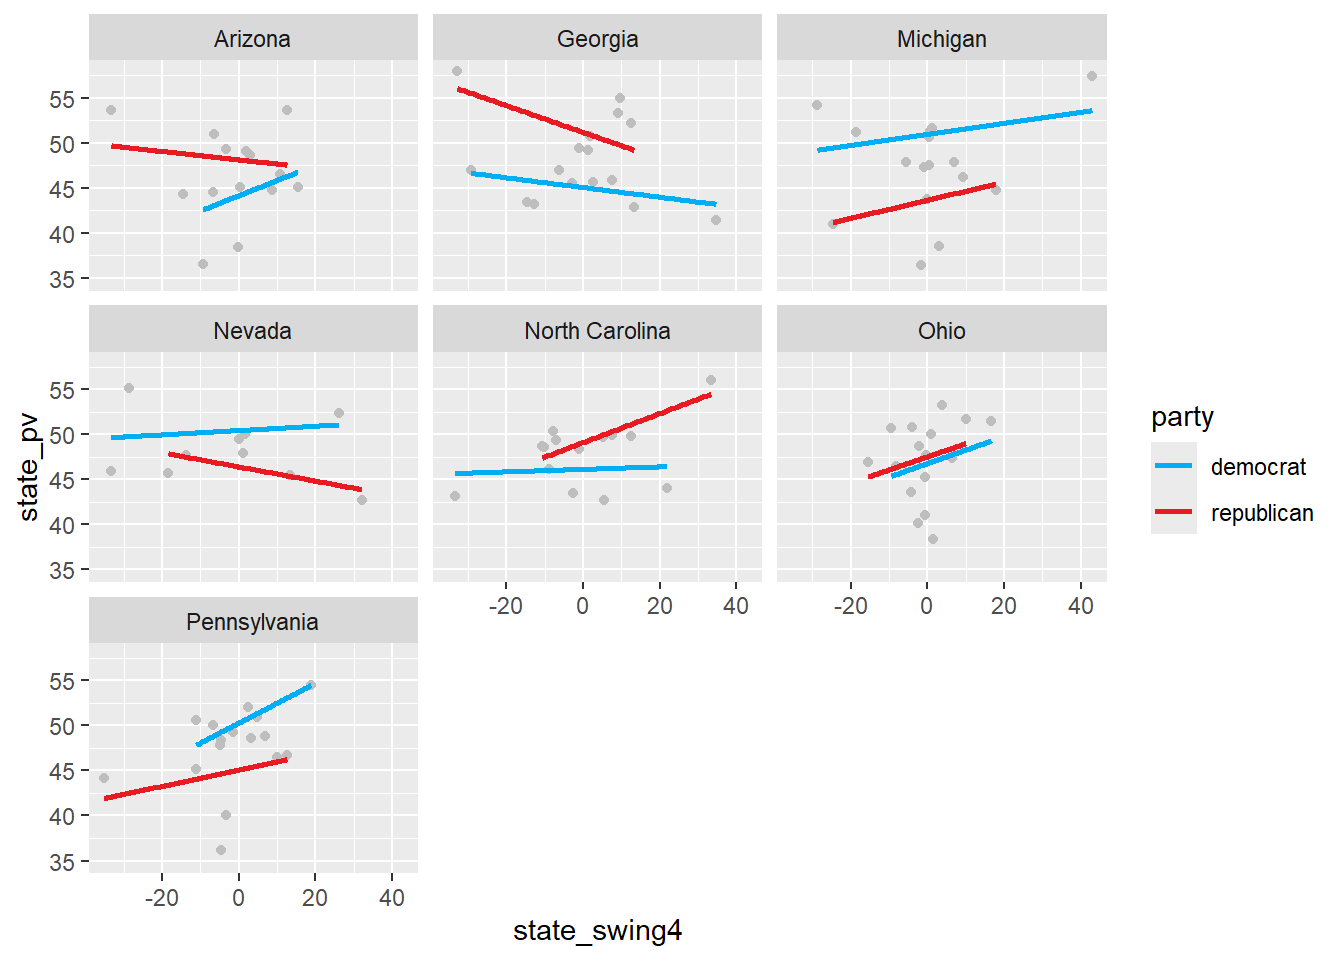 Arizona
Georgia
Michigan
55
50
45
40
35
Nevada
North Carolina
Ohio
55
50
45
40
35
-20 0 20 40
-20 0 20 40
Pennsylvania
55
50
45
40
35
-20 0 20 40
state_swing4
state_pv
party
democrat
republican